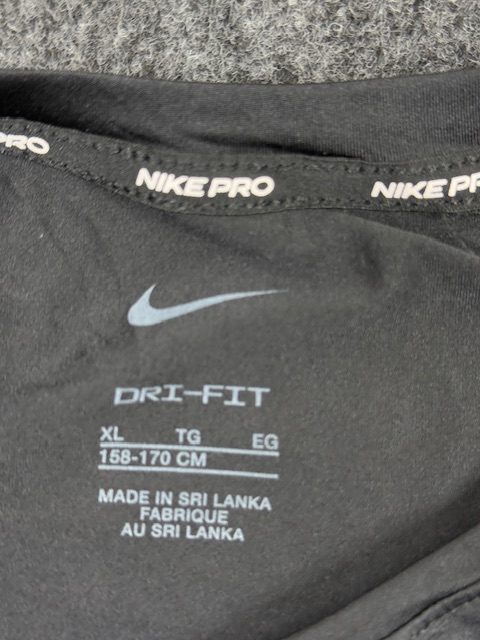 PRO NIKE PRO NIKE PR
DRI-FIT
XL TG EG
158-170 CM
MADE IN SRI LANKA
FABRIQUE
AU SRI LANKA